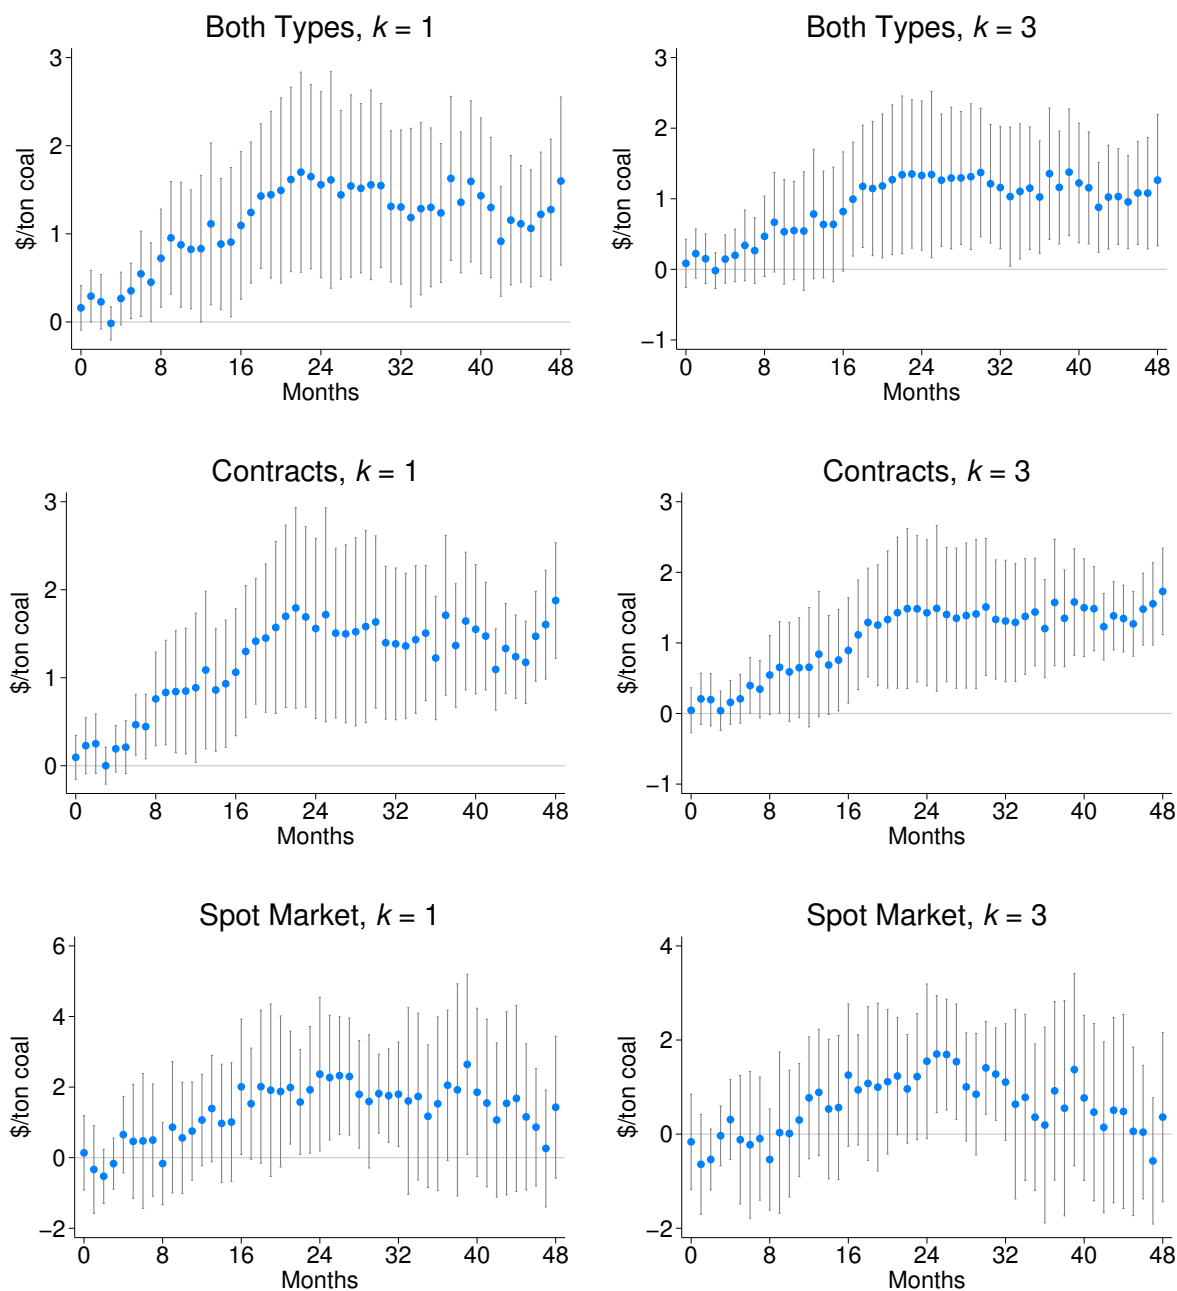 Both Types, k = 1
3
2
1
0
$/ton coal
0 8 16 24 32 40 48
Months
Both Types, k = 3
3
2
1
0
−1
$/ton coal
0 8 16 24 32 40 48
Months
Contracts, k = 1
3
2
1
0
$/ton coal
0 8 16 24 32 40 48
Months
Contracts, k = 3
3
2
1
0
−1
$/ton coal
0 8 16 24 32 40 48
Months
Spot Market, k = 1
6
4
2
0
−2
$/ton coal
0 8 16 24 32 40 48
Months
Spot Market, k = 3
4
2
0
−2
$/ton coal
0 8 16 24 32 40 48
Months